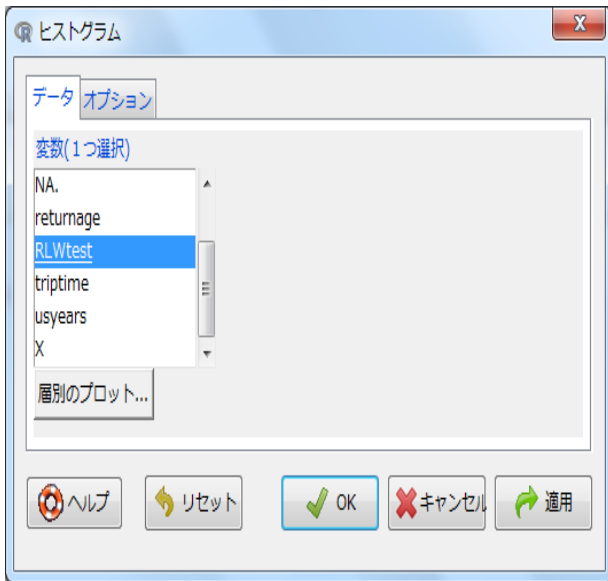 ヒストグラム
データ オプション
変数(1つ選択)
NA.
returnage
RLWtest
triptime
usyears
X
層別のプロット...
ヘルプ リセット OK キャンセル 適用